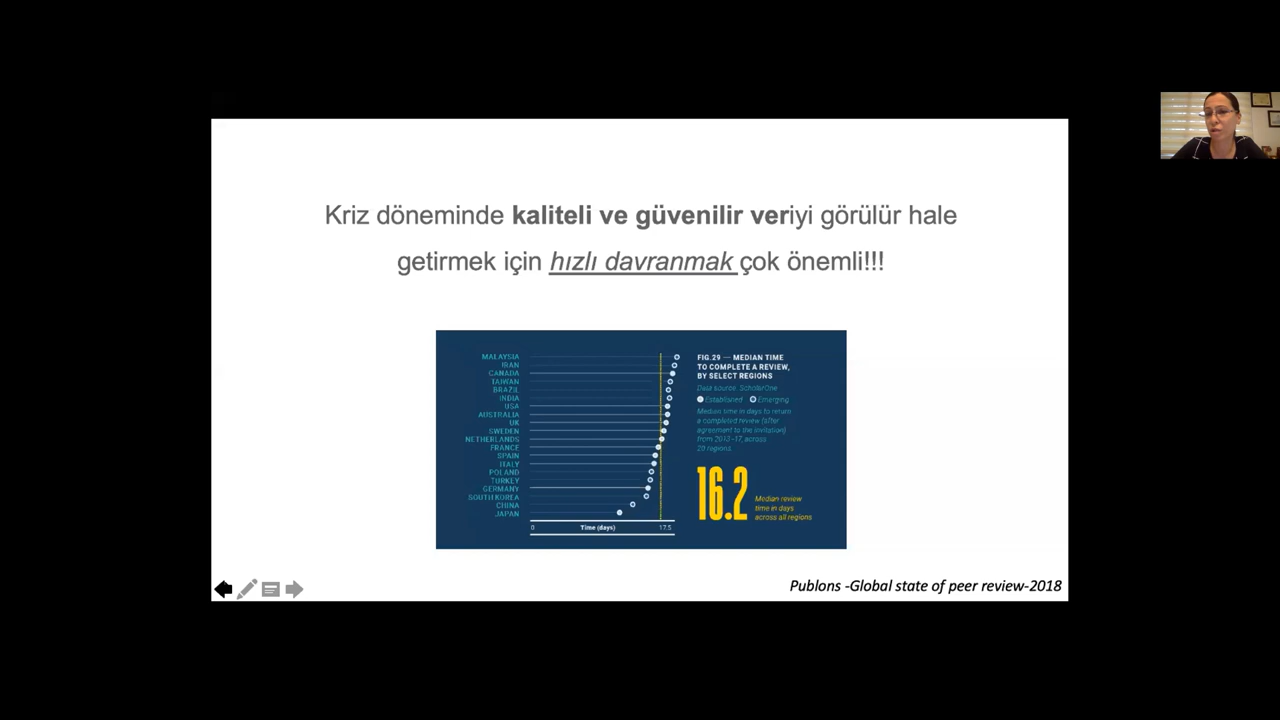 Kriz döneminde kaliteli ve güvenilir veriyi görülür hale
getirmek için hızlı davranmak çok önemli!!!
MALAYSIA
IRAN
CANADA
TAIWAN
BRAZIL
INDIA
USA
AUSTRALIA
UK
SWEDEN
NETHERLANDS
FRANCE
SPAIN
ITALY
POLAND
TURKEY
GERMANY
SOUTH KOREA
CHINA
JAPAN
0
Time (days)
17.5
FIG.29 — MEDIAN TIME
TO COMPLETE A REVIEW,
BY SELECT REGIONS
Data source: ScholarOne
Established Emerging
Median time in days to return
a completed review (after
agreement to the invitation)
from 2013-17, across
20 regions.
16.2
Median review
time in days
across all regions
Publons -Global state of peer review-2018